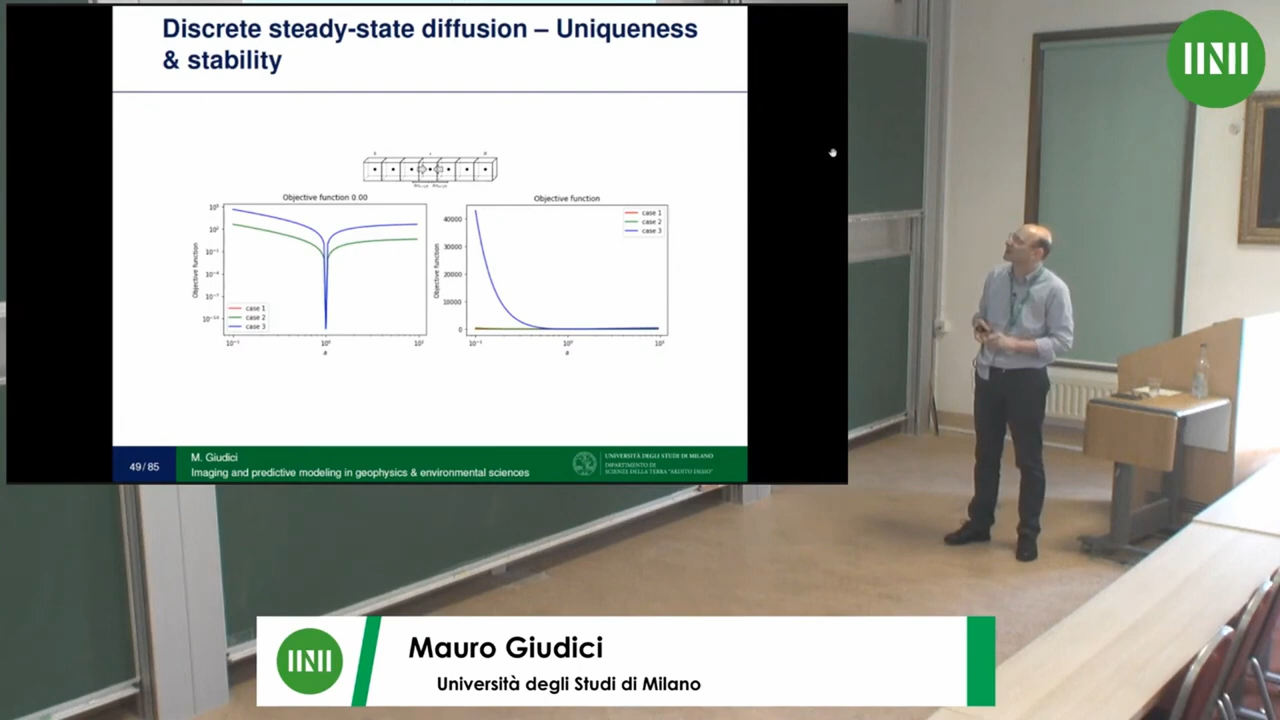 Discrete steady-state diffusion – Uniqueness
& stability
Objective function 0.00
Objective function
case 1
case 2
case 3
a
Objective function
Objective function
case 1
case 2
case 3
40000
30000
20000
10000
0
a
49/85
M. Giudici
Imaging and predictive modeling in geophysics & environmental sciences
UNIVERSITÀ DEGLI STUDI DI MILANO
DIPARTIMENTO DI
SCIENZE DELLA TERRA "ARDITO DESIO"
Mauro Giudici
Università degli Studi di Milano